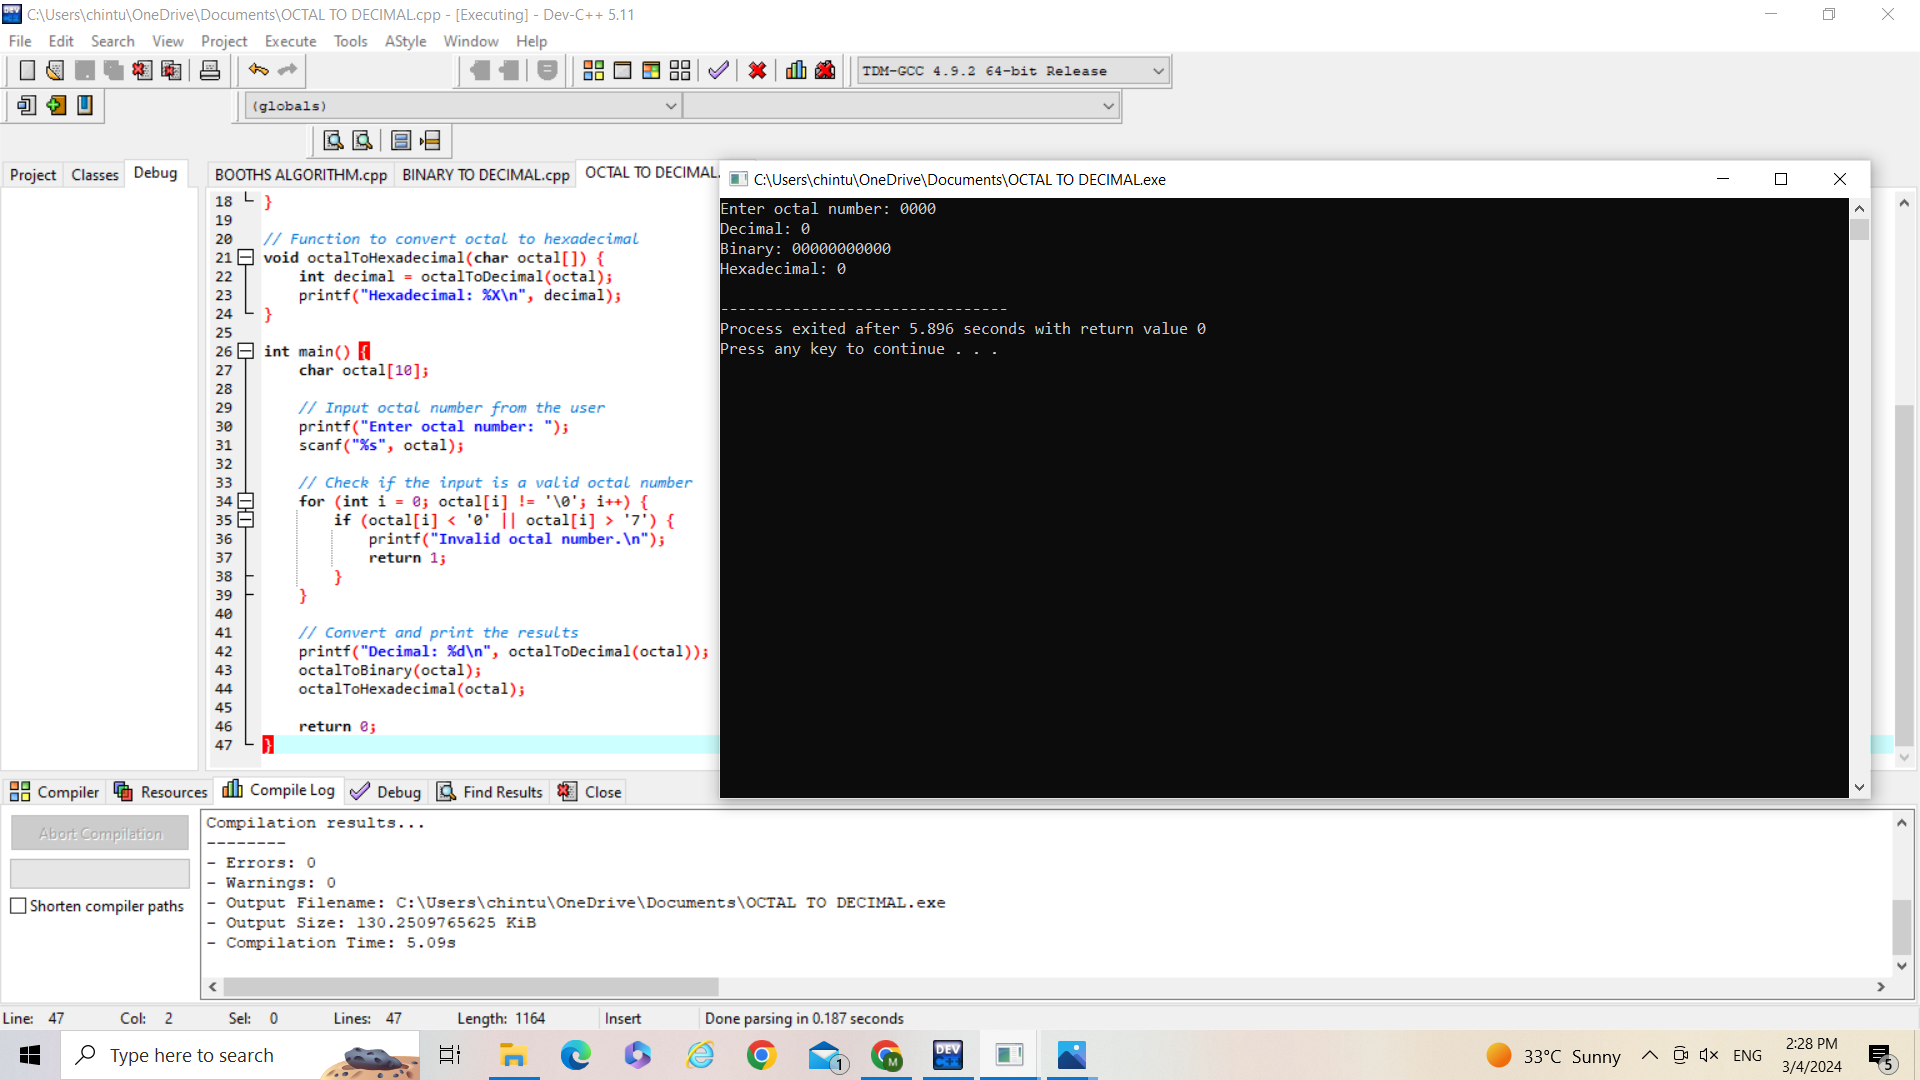 C:\Users\chintu\OneDrive\Documents\OCTAL TO DECIMAL.cpp - [Executing] - Dev-C++ 5.11
File Edit Search View Project Execute Tools AStyle Window Help
TDM-GCC 4.9.2 64-bit Release
(globals)
Project Classes Debug
BOOTHS ALGORITHM.cpp BINARY TO DECIMAL.cpp OCTAL TO DECIMAL.
18 }
19
20 // Function to convert octal to hexadecimal
21 void octalToHexadecimal(char octal[]) {
22 int decimal = octalToDecimal(octal);
23 printf("Hexadecimal: %X\n", decimal);
24 }
25
26 int main() {
27 char octal[10];
28
29 // Input octal number from the user
30 printf("Enter octal number: ");
31 scanf("%s", octal);
32
33 // Check if the input is a valid octal number
34 for (int i = 0; octal[i] != '\0'; i++) {
35 if (octal[i] < '0' || octal[i] > '7') {
36 printf("Invalid octal number.\n");
37 return 1;
38 }
39 }
40
41 // Convert and print the results
42 printf("Decimal: %d\n", octalToDecimal(octal));
43 octalToBinary(octal);
44 octalToHexadecimal(octal);
45
46 return 0;
47 }
C:\Users\chintu\OneDrive\Documents\OCTAL TO DECIMAL.exe
Enter octal number: 0000
Decimal: 0
Binary: 00000000000
Hexadecimal: 0
--------------------------------
Process exited after 5.896 seconds with return value 0
Press any key to continue . . .
Compiler Resources Compile Log Debug Find Results Close
Abort Compilation
Shorten compiler paths
Compilation results...
--------
- Errors: 0
- Warnings: 0
- Output Filename: C:\Users\chintu\OneDrive\Documents\OCTAL TO DECIMAL.exe
- Output Size: 130.2509765625 KiB
- Compilation Time: 5.09s
Line: 47 Col: 2 Sel: 0 Lines: 47 Length: 1164 Insert Done parsing in 0.187 seconds
Type here to search
DEV C++
1
M
33°C Sunny
ENG
2:28 PM
3/4/2024
5